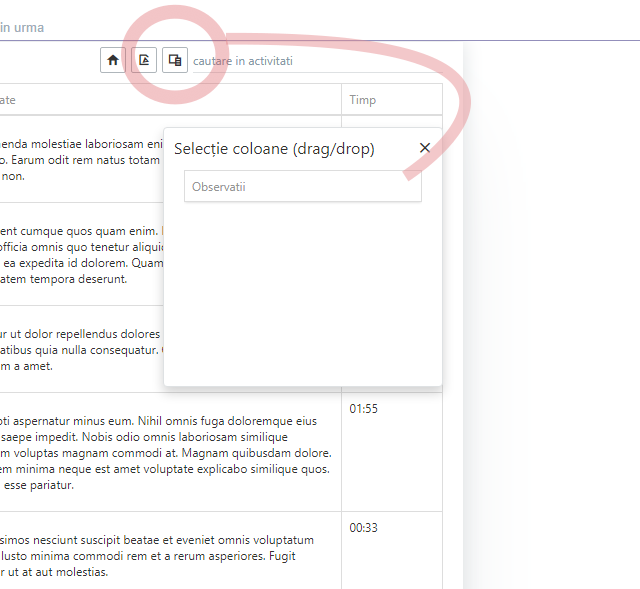 in urma
cautare in activitati
ate
Timp
enda molestiae laboriosam eni
o. Earum odit rem natus totam
non.
Selecție coloane (drag/drop)
Observatii
ent cumque quos quam enim.
officia omnis quo tenetur aliqui
ea expedita id dolorem. Quam
atem tempora deserunt.
ur ut dolor repellendus dolores
atibus quia nulla consequatur.
m a amet.
pti aspernatur minus eum. Nihil omnis fuga doloremque eius
saepe impedit. Nobis odio omnis laboriosam similique
m voluptas magnam commodi at. Magnam quibusdam dolore.
em minima neque est amet voluptate explicabo similique quos.
esse pariatur.
01:55
simos nesciunt suscipit beatae et eveniet omnis voluptatum
Iusto minima commodi rem et a rerum asperiores. Fugit
r ut at aut molestias.
00:33